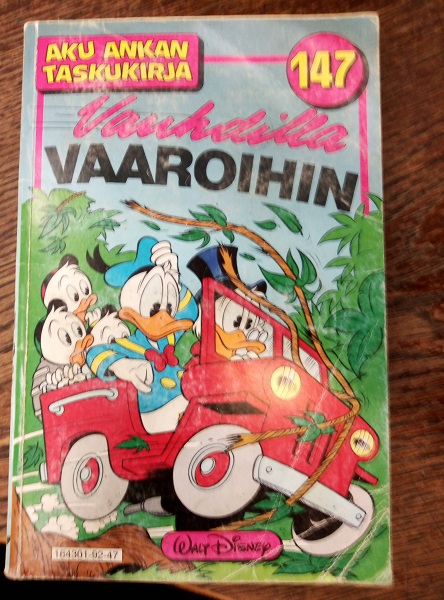 AKU ANKAN
TASKUKIRJA
147
Vauhdilla
VAAROIHIN
164301-92-47
WALT DISNEY